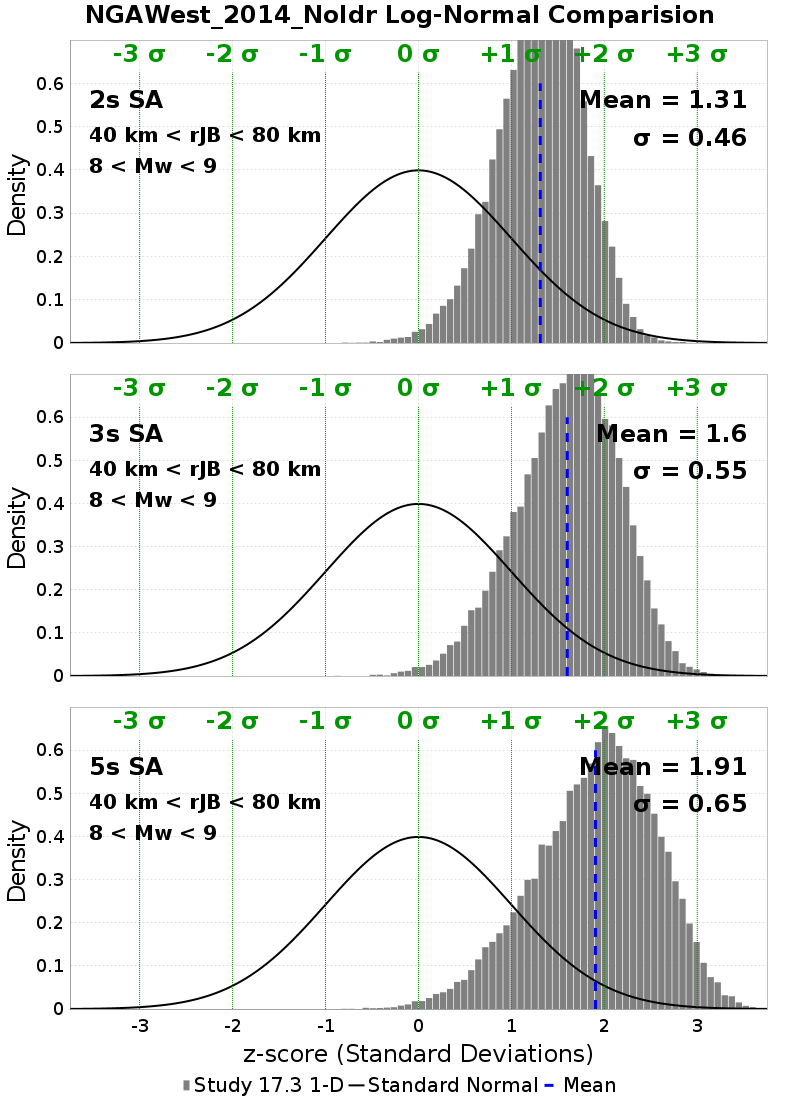 NGAWest_2014_NoIdr Log-Normal Comparision
-3 σ -2 σ -1 σ 0 σ +1 σ +2 σ +3 σ
2s SA
Mean = 1.31
40 km < rJB < 80 km
σ = 0.46
8 < Mw < 9
Density
0.6
0.5
0.4
0.3
0.2
0.1
0
-3 σ -2 σ -1 σ 0 σ +1 σ +2 σ +3 σ
3s SA
Mean = 1.6
40 km < rJB < 80 km
σ = 0.55
8 < Mw < 9
Density
0.6
0.5
0.4
0.3
0.2
0.1
0
-3 σ -2 σ -1 σ 0 σ +1 σ +2 σ +3 σ
5s SA
Mean = 1.91
40 km < rJB < 80 km
σ = 0.65
8 < Mw < 9
Density
0.6
0.5
0.4
0.3
0.2
0.1
0
-3 -2 -1 0 1 2 3
z-score (Standard Deviations)
Study 17.3 1-D Standard Normal Mean